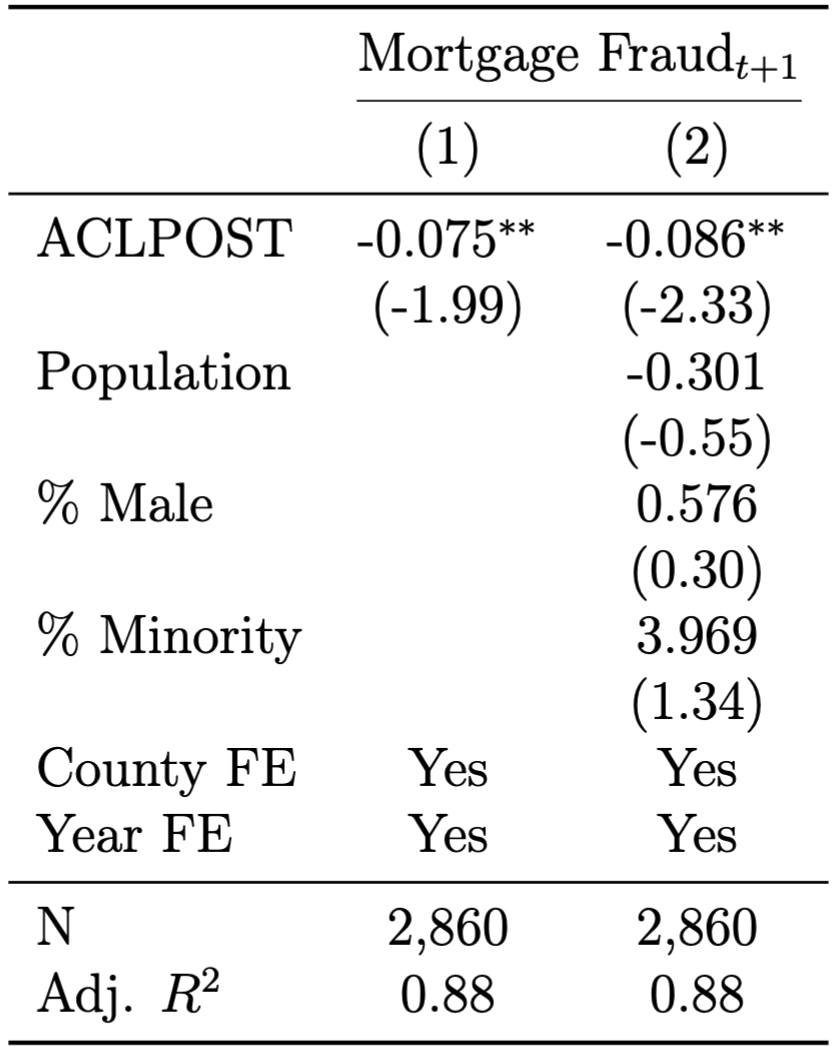 Mortgage Fraud_{t+1}
(1) (2)
ACLPOST -0.075** -0.086**
(-1.99) (-2.33)
Population -0.301
(-0.55)
% Male 0.576
(0.30)
% Minority 3.969
(1.34)
County FE Yes Yes
Year FE Yes Yes
N 2,860 2,860
Adj. R² 0.88 0.88